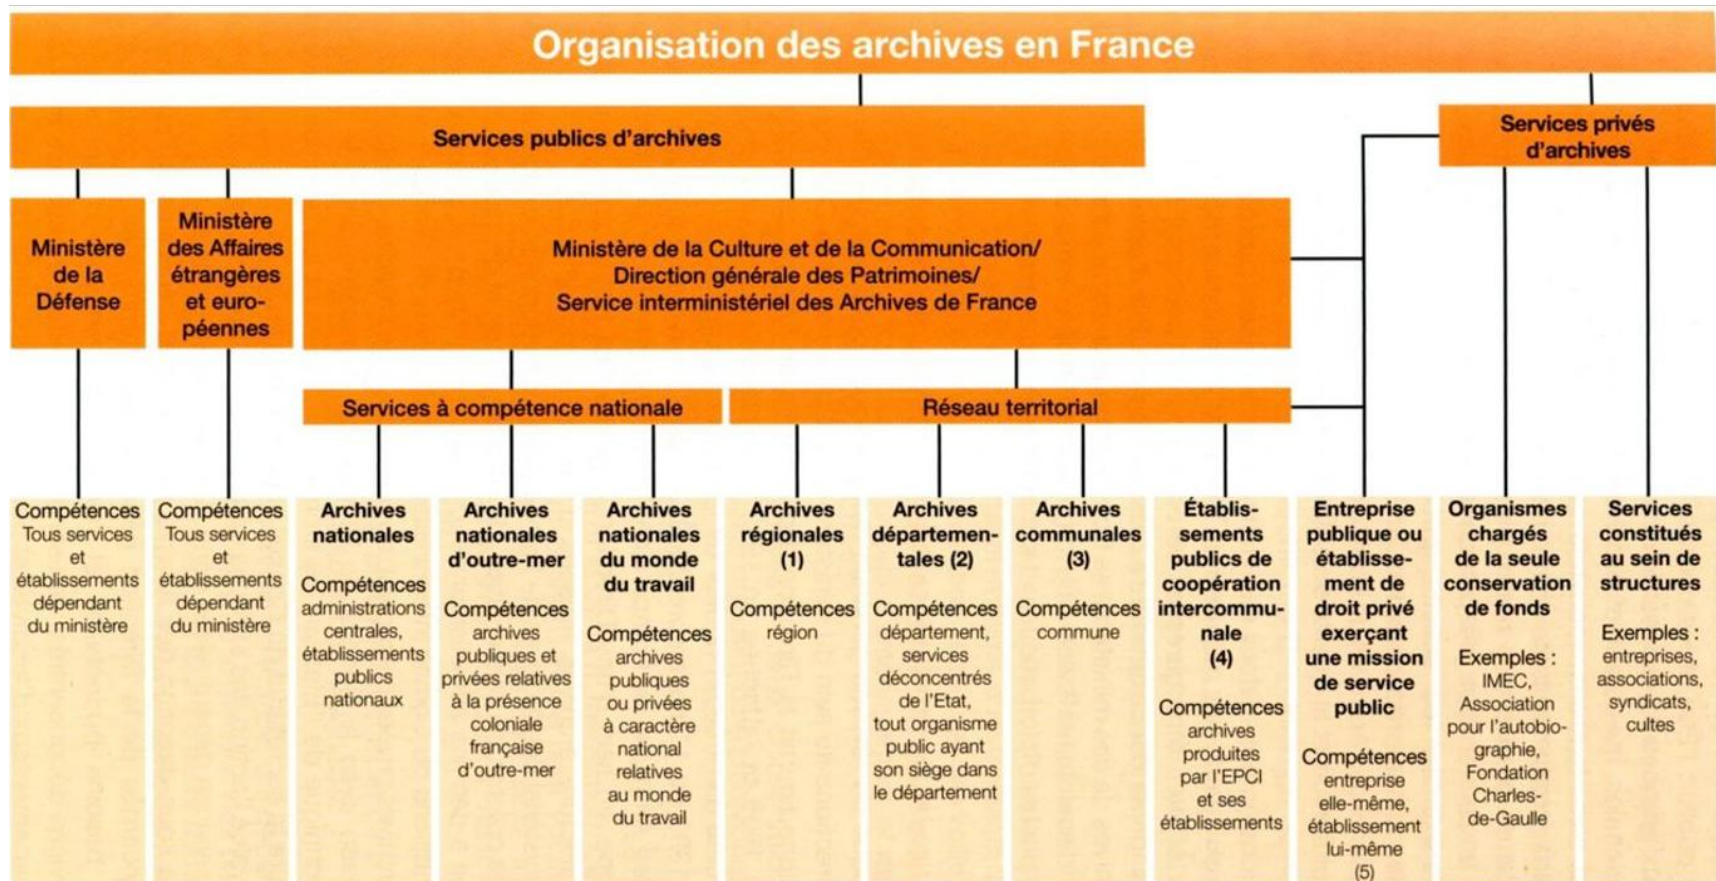 Organisation des archives en France
Services publics d'archives
Services privés
d'archives
Ministère
de la
Défense
Ministère
des Affaires
étrangères
et euro-
péennes
Ministère de la Culture et de la Communication/
Direction générale des Patrimoines/
Service interministériel des Archives de France
Services à compétence nationale
Réseau territorial
Compétences
Tous services
et
établissements
dépendant
du ministère
Compétences
Tous services
et
établissements
dépendant
du ministère
Archives
nationales
Compétences
administrations
centrales,
établissements
publics
nationaux
Archives
nationales
d'outre-mer
Compétences
archives
publiques et
privées relatives
à la présence
coloniale
française
d'outre-mer
Archives
nationales
du monde
du travail
Compétences
archives
publiques
ou privées
à caractère
national
relatives
au monde
du travail
Archives
régionales
(1)
Compétences
région
Archives
départemen-
tales (2)
Compétences
département,
services
déconcentrés
de l'Etat,
tout organisme
public ayant
son siège dans
le département
Archives
communales
(3)
Compétences
commune
Établis-
sements
publics de
coopération
intercommu-
nale
(4)
Compétences
archives
produites
par l'EPCI
et ses
établissements
Entreprise
publique ou
établisse-
ment de
droit privé
exerçant
une mission
de service
public
Compétences
entreprise
elle-même,
établissement
lui-même
(5)
Organismes
chargés
de la seule
conservation
de fonds
Exemples :
IMEC,
Association
pour l'autobio-
graphie,
Fondation
Charles-
de-Gaulle
Services
constitués
au sein de
structures
Exemples :
entreprises,
associations,
syndicats,
cultes